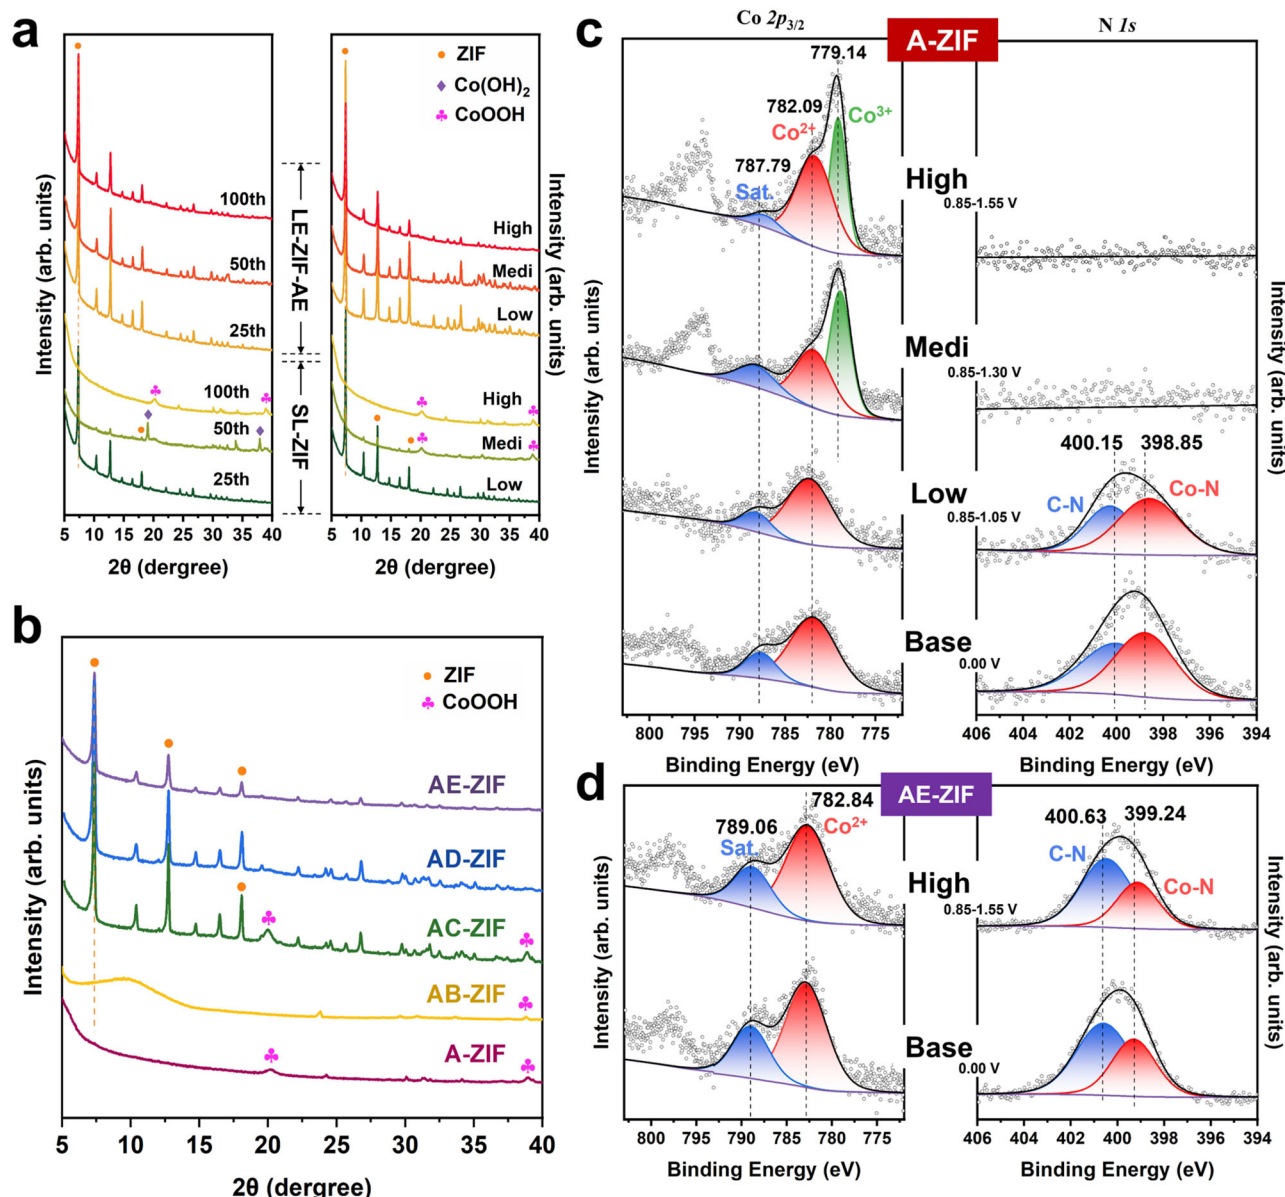 a
Intensity (arb. units)
ZIF
Co(OH)₂
CoOOH
100th
50th
25th
100th
50th
25th
LE-ZIF-AE
SL-ZIF
High
Medi
Low
High
Medi
Low
Intensity (arb. units)
5 10 15 20 25 30 35 40
5 10 15 20 25 30 35 40
2θ (dergree)
2θ (dergree)
b
Intensity (arb. units)
ZIF
CoOOH
AE-ZIF
AD-ZIF
AC-ZIF
AB-ZIF
A-ZIF
5 10 15 20 25 30 35 40
2θ (dergree)
c
Co 2p₃/₂
A-ZIF
N 1s
Intensity (arb. units)
779.14
782.09
Co³⁺
Co²⁺
787.79
Sat.
High
0.85-1.55 V
Medi
0.85-1.30 V
400.15
398.85
Low
0.85-1.05 V
C-N
Co-N
Base
0.00 V
Intensity (arb. units)
800 796 792 788 784 780 776
406 404 402 400 398 396 394
Binding Energy (eV)
Binding Energy (eV)
d
AE-ZIF
Intensity (arb. units)
782.84
Co²⁺
789.06
Sat.
400.63
399.24
C-N
Co-N
High
0.85-1.55 V
Base
0.00 V
Intensity (arb. units)
800 795 789 783 780 775
406 404 402 400 398 396 394
Binding Energy (eV)
Binding Energy (eV)